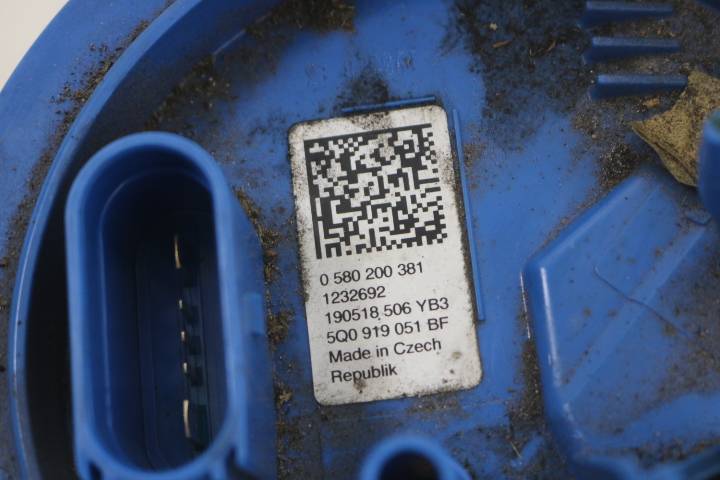 0 580 200 381
1232692
190518 506 YB3
5Q0 919 051 BF
Made in Czech
Republik